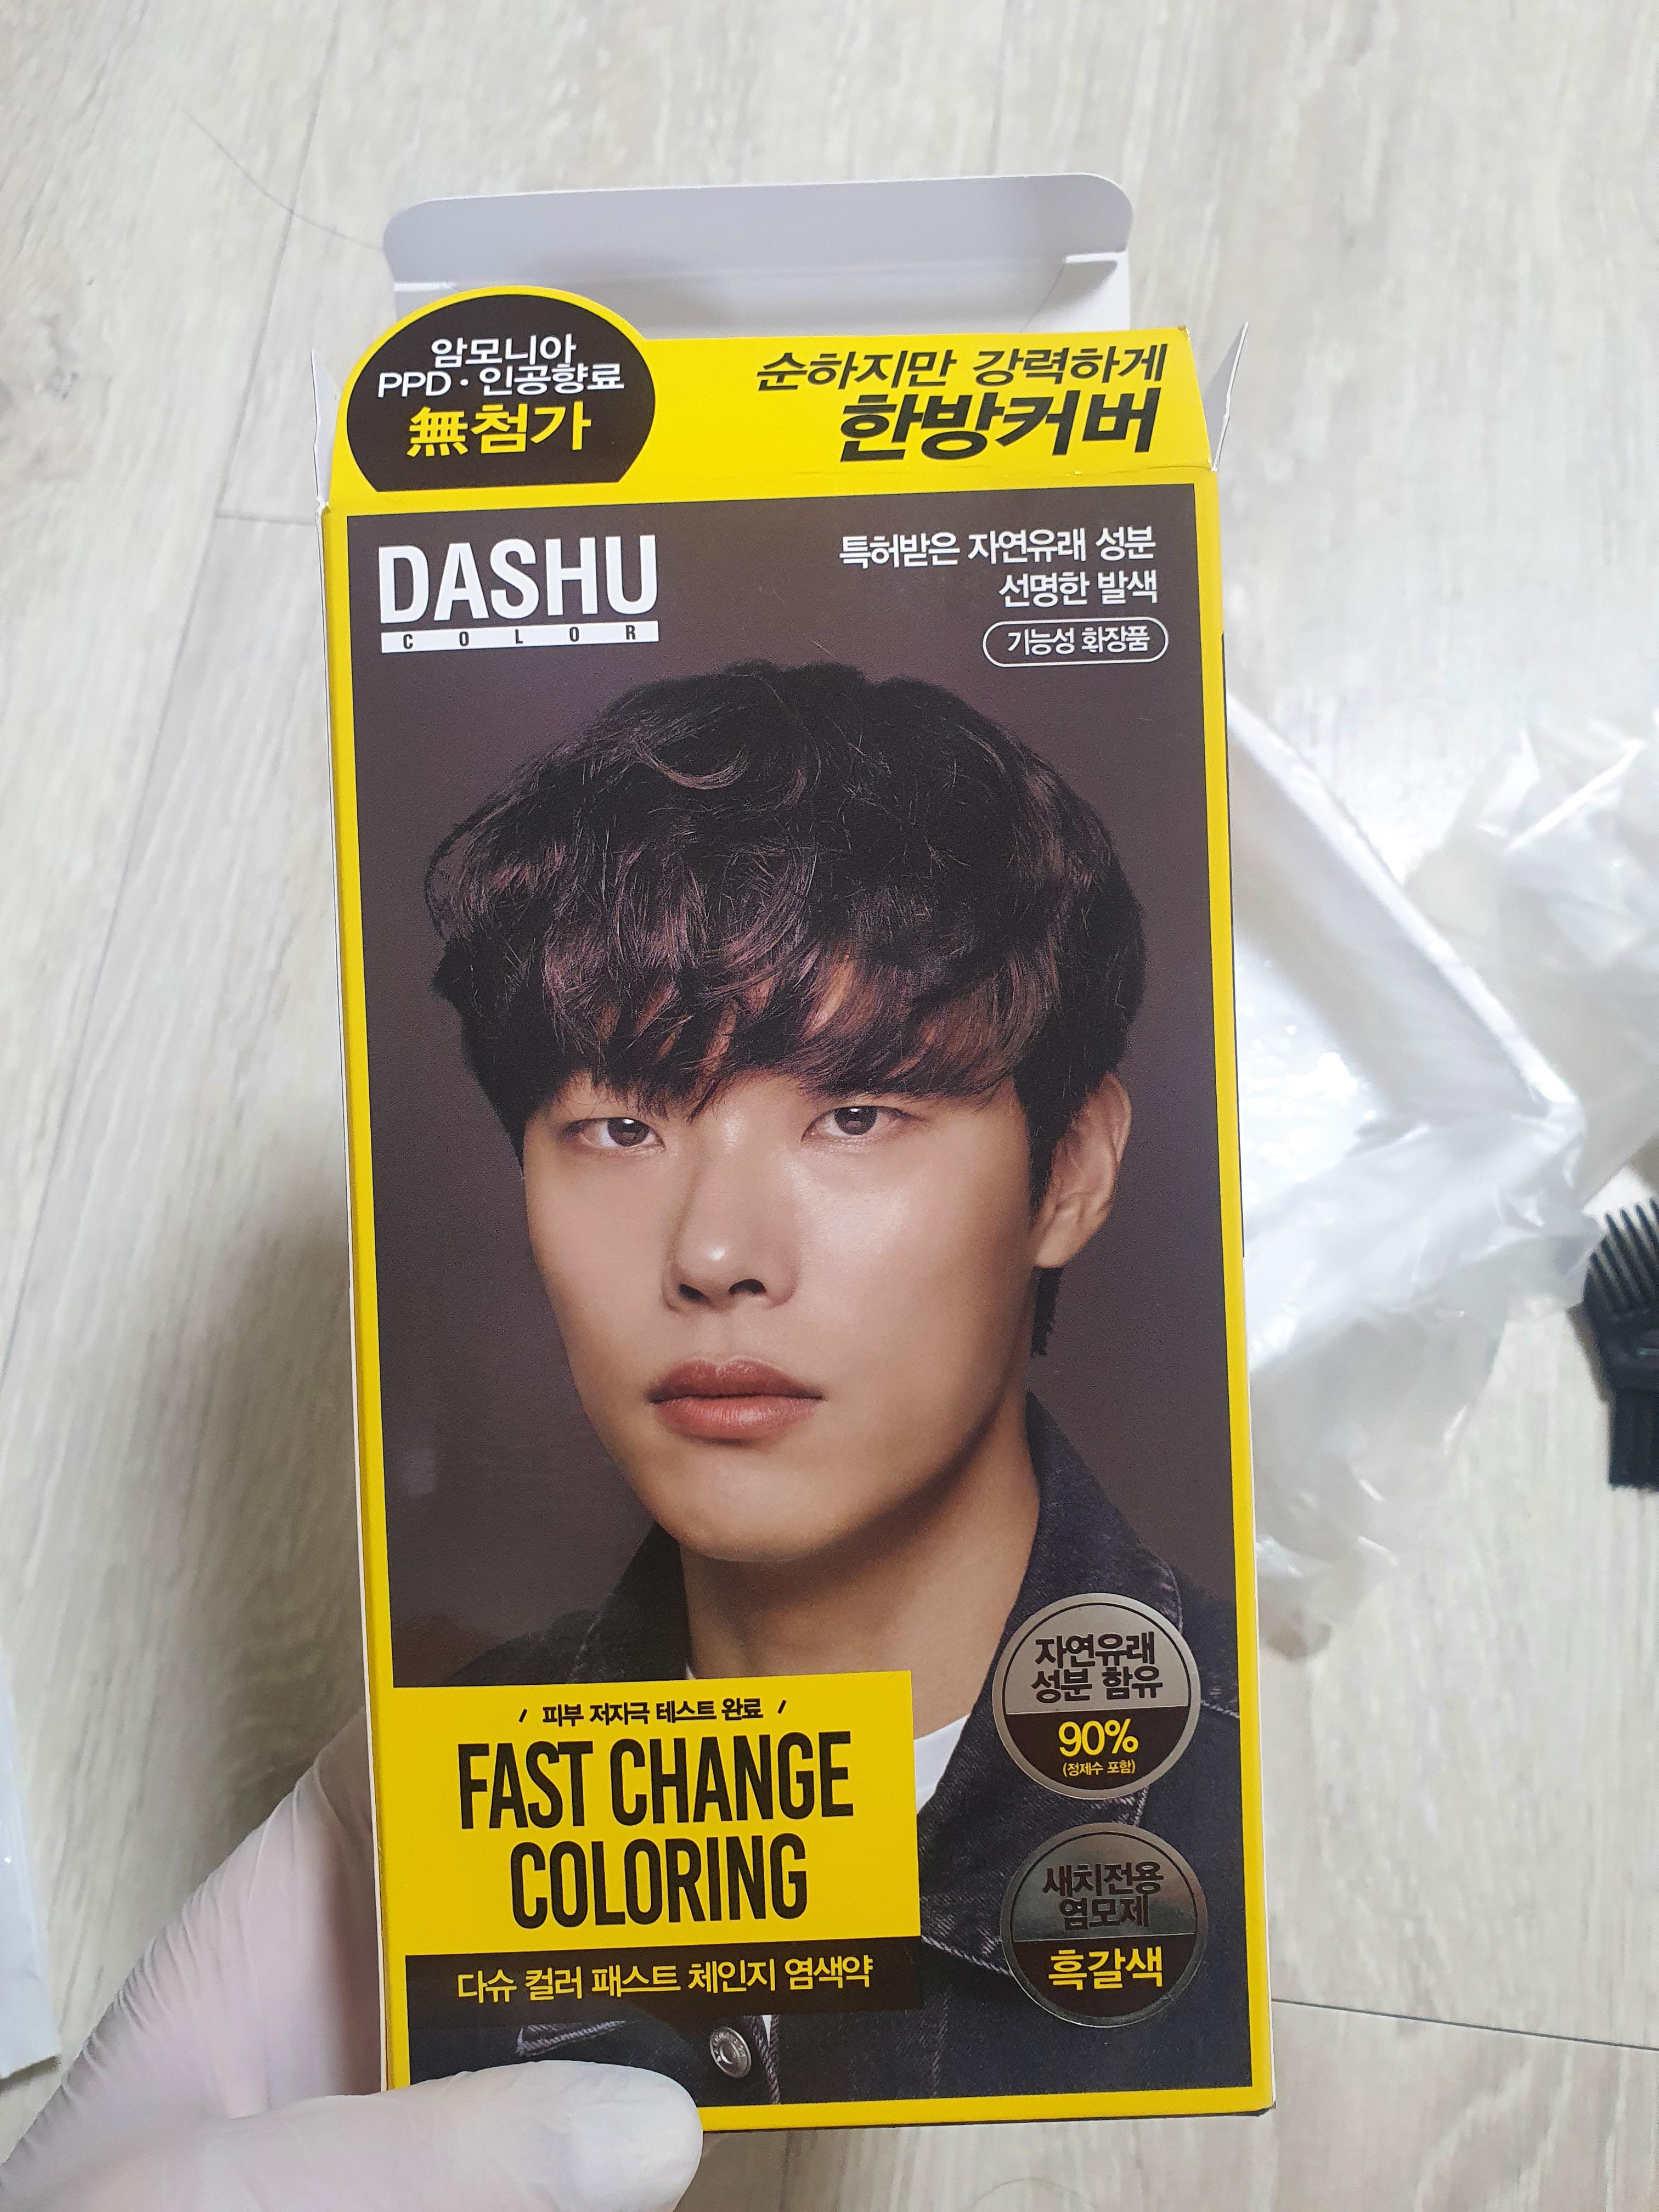 암모니아
PPD · 인공향료
無첨가
순하지만 강력하게
한방커버
DASHU
COLOR
특허받은 자연유래 성분
선명한 발색
기능성 화장품
자연유래
성분 함유
90%
(정제수 포함)
피부 저자극 테스트 완료
FAST CHANGE
COLORING
다슈 컬러 패스트 체인지 염색약
새치전용
염모제
흑갈색